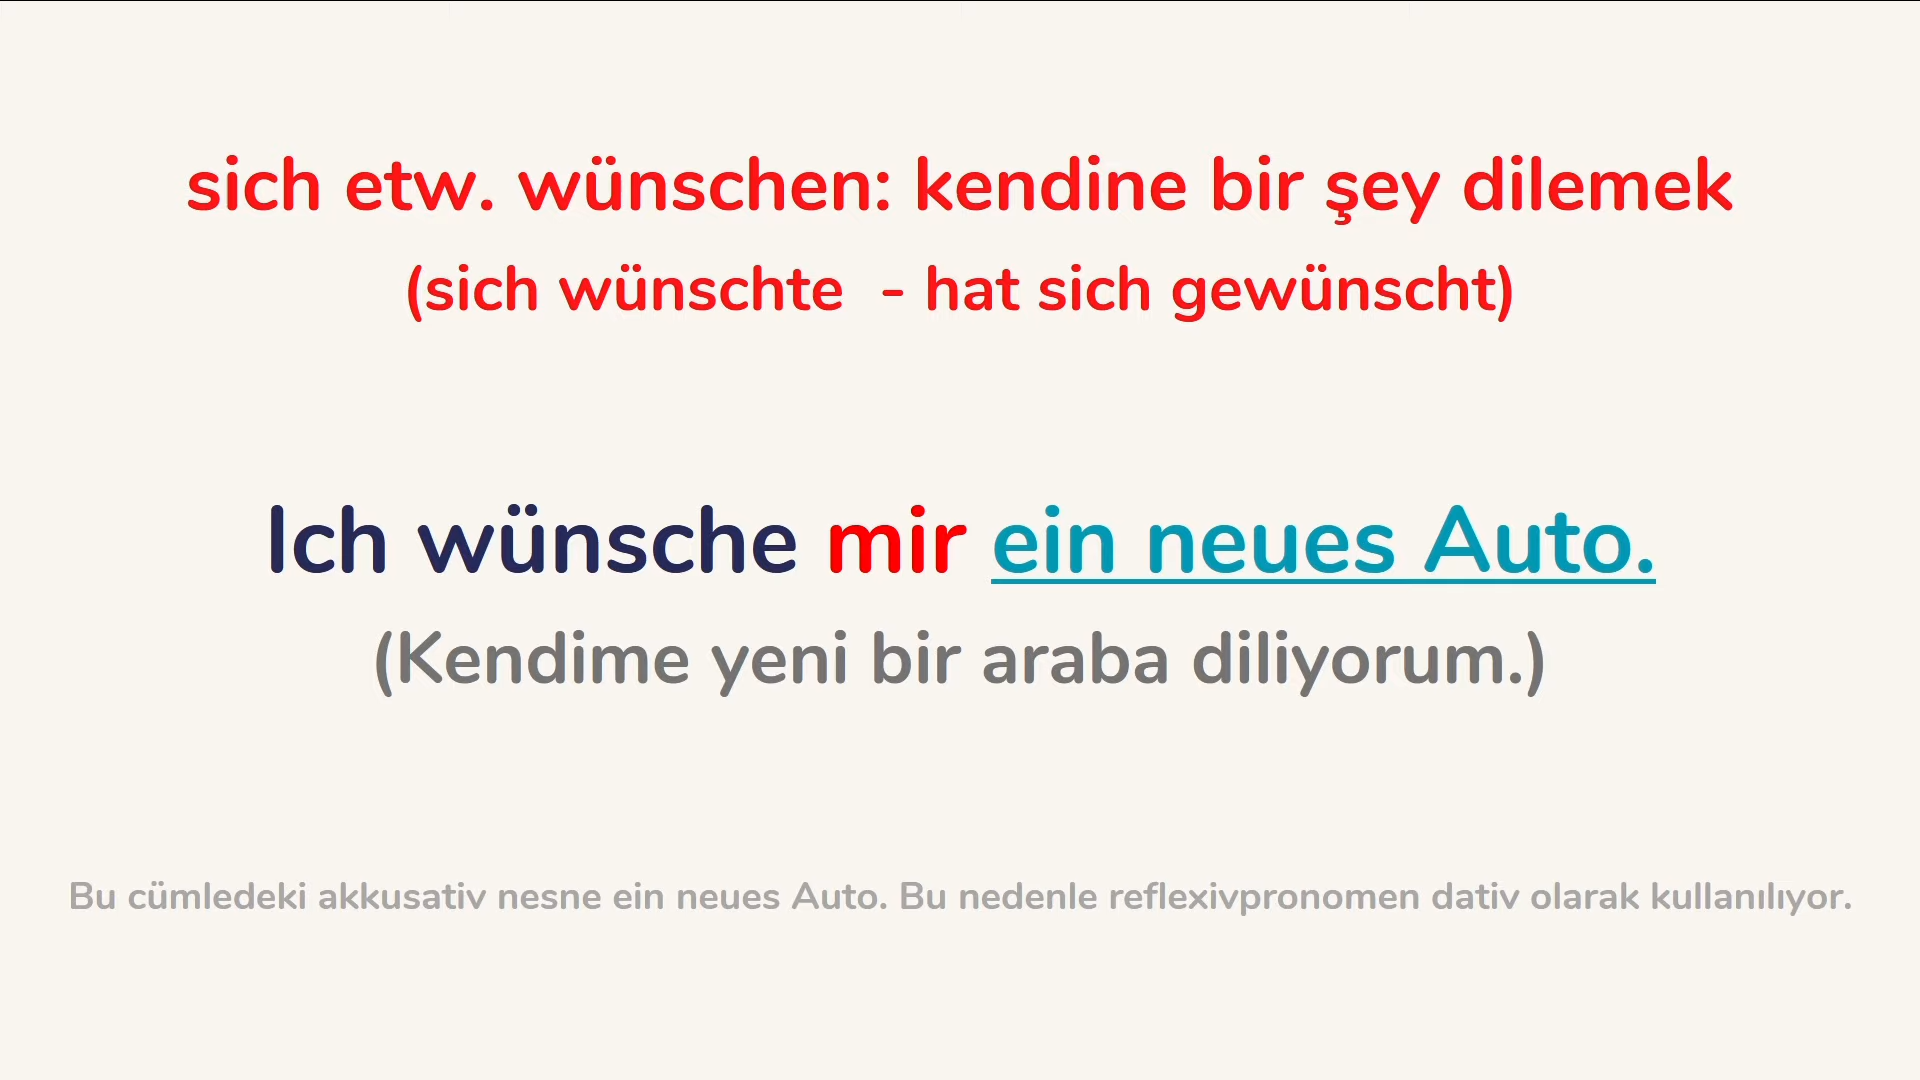 sich etw. wünschen: kendine bir şey dilemek
(sich wünschte - hat sich gewünscht)
Ich wünsche mir ein neues Auto.
(Kendime yeni bir araba diliyorum.)
Bu cümledeki akkusativ nesne ein neues Auto. Bu nedenle reflexivpronomen dativ olarak kullanılıyor.